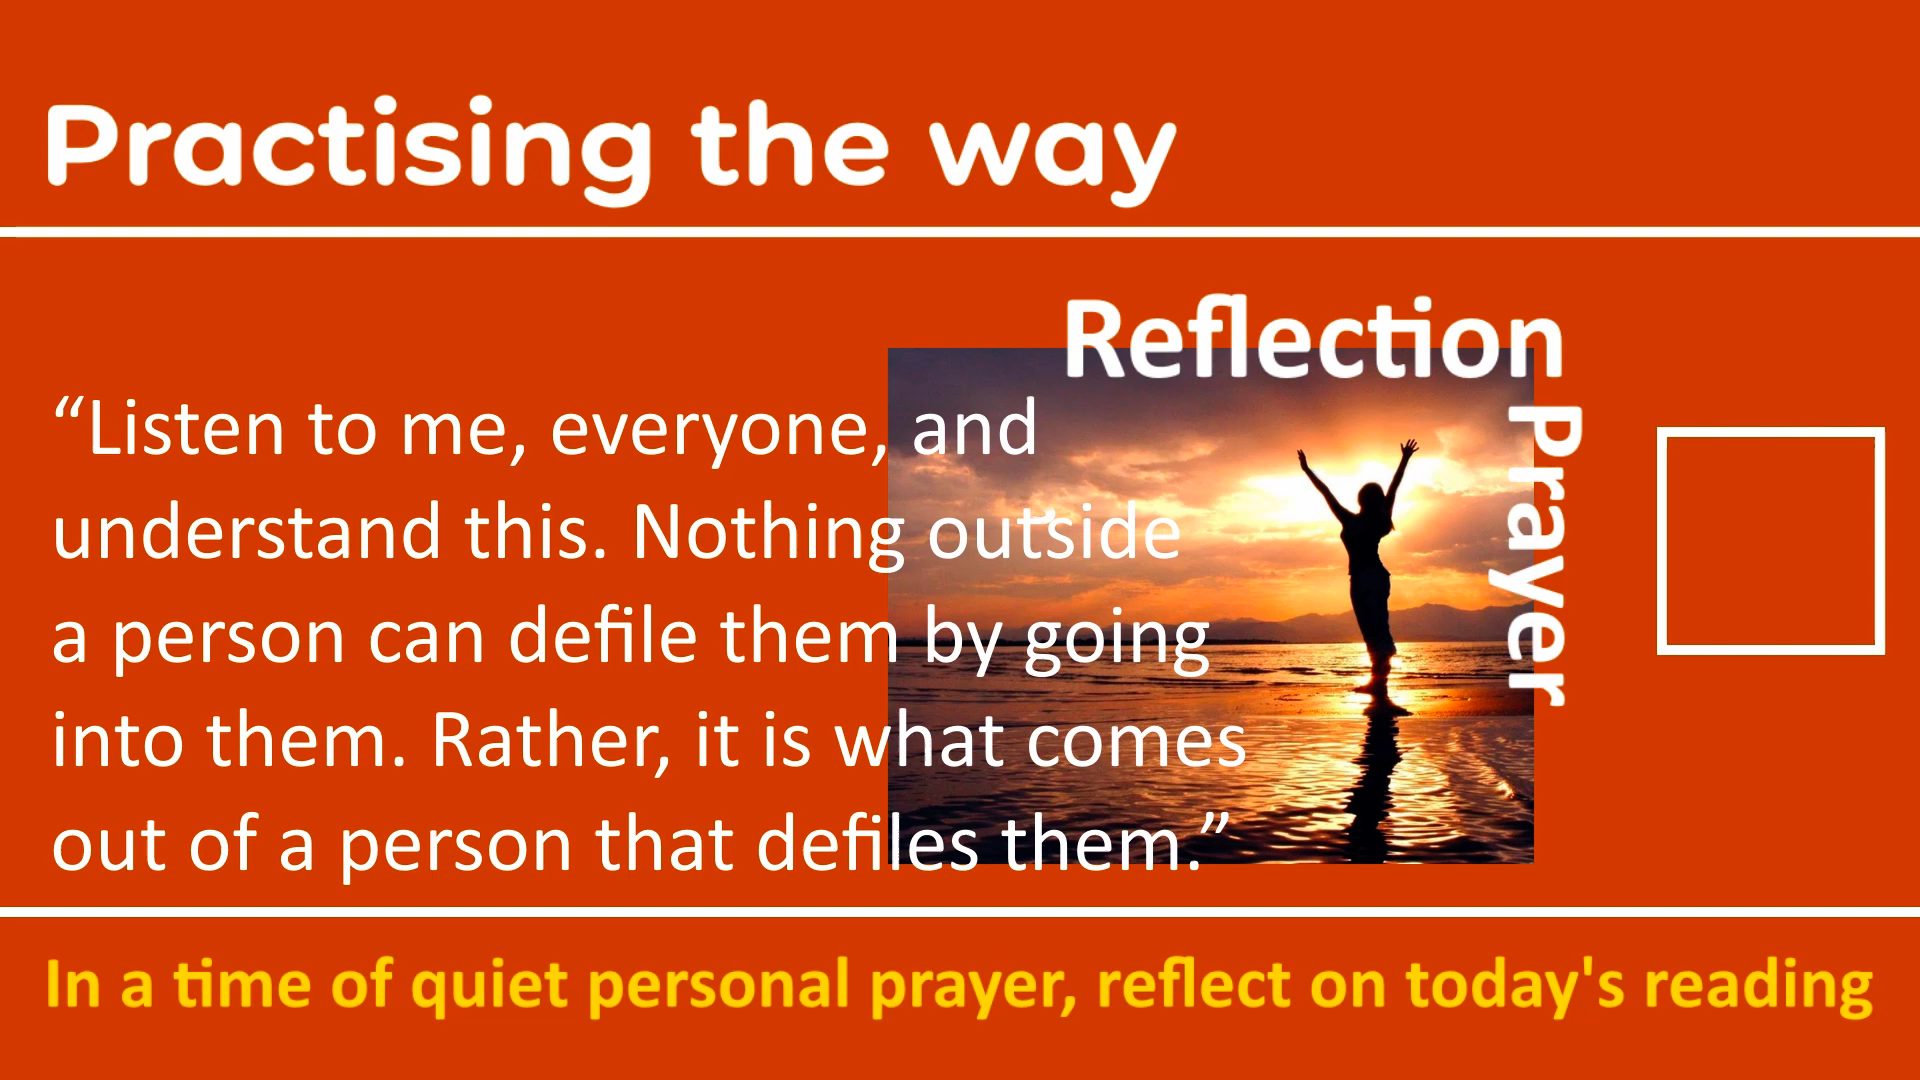 Practising the way
Reflection
Prayer
“Listen to me, everyone, and
understand this. Nothing outside
a person can defile them by going
into them. Rather, it is what comes
out of a person that defiles them.”
In a time of quiet personal prayer, reflect on today's reading